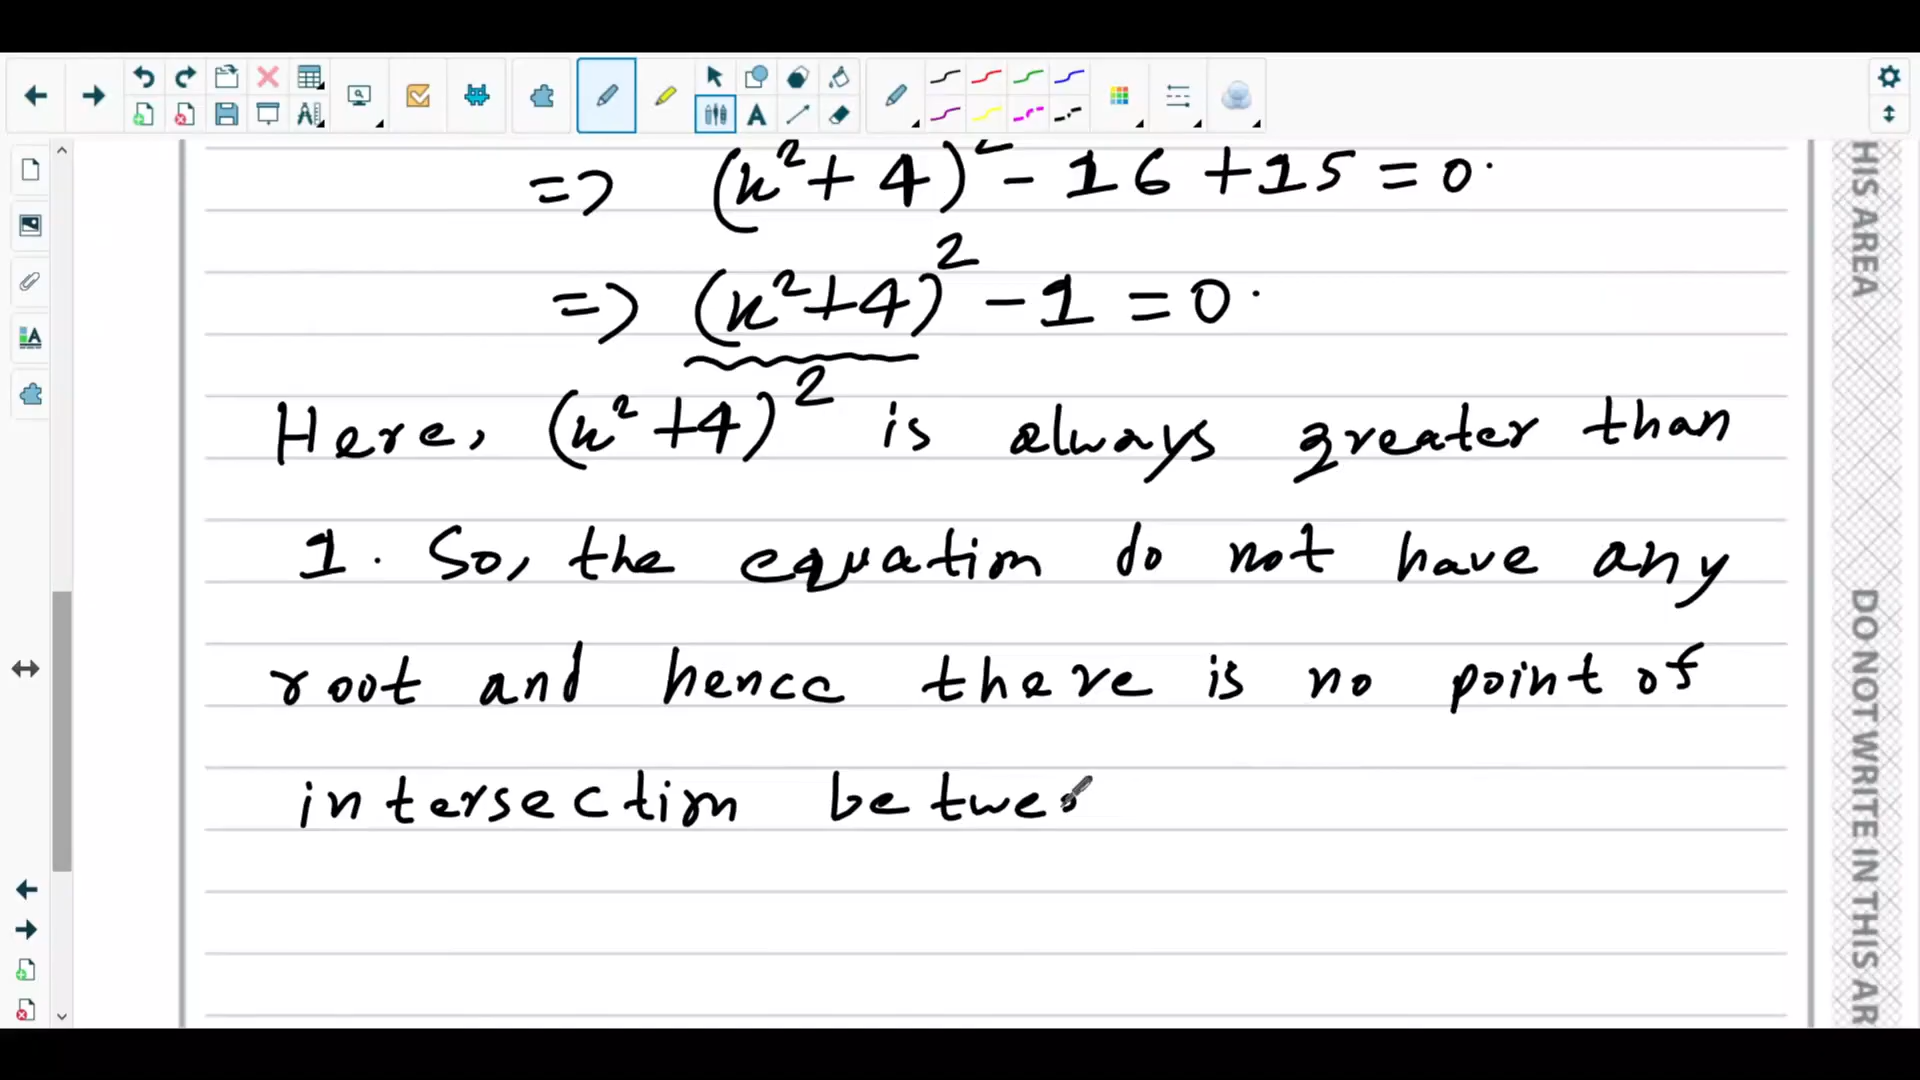 => (x²+4)² - 16 + 15 = 0.
=> (x²+4)² - 1 = 0.
Here, (x²+4)² is always greater than
1. So, the equation do not have any
root and hence there is no point of
intersection betwee
HIS AREA
DO NOT WRITE IN THIS AR